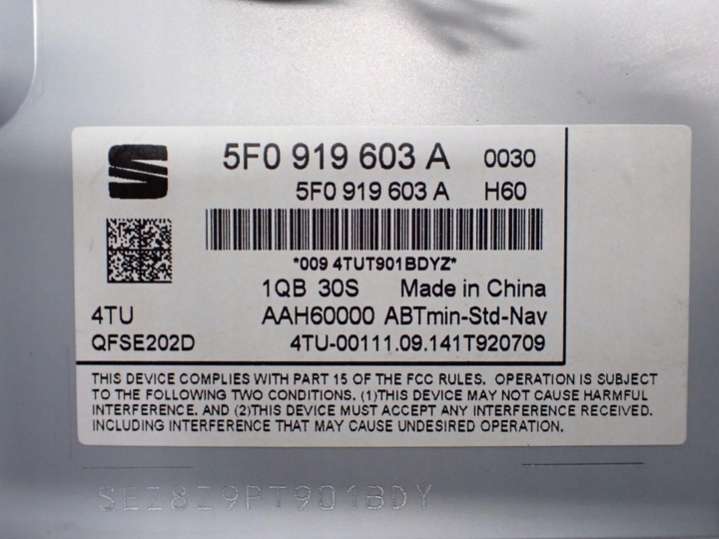 5F0 919 603 A 0030
5F0 919 603 A H60
*009 4TUT901BDYZ*
1QB 30S Made in China
4TU AAH60000 ABTmin-Std-Nav
QFSE202D 4TU-00111.09.141T920709
THIS DEVICE COMPLIES WITH PART 15 OF THE FCC RULES. OPERATION IS SUBJECT
TO THE FOLLOWING TWO CONDITIONS. (1)THIS DEVICE MAY NOT CAUSE HARMFUL
INTERFERENCE. AND (2)THIS DEVICE MUST ACCEPT ANY INTERFERENCE RECEIVED.
INCLUDING INTERFERENCE THAT MAY CAUSE UNDESIRED OPERATION.
SEZ8Z9PT901BDY